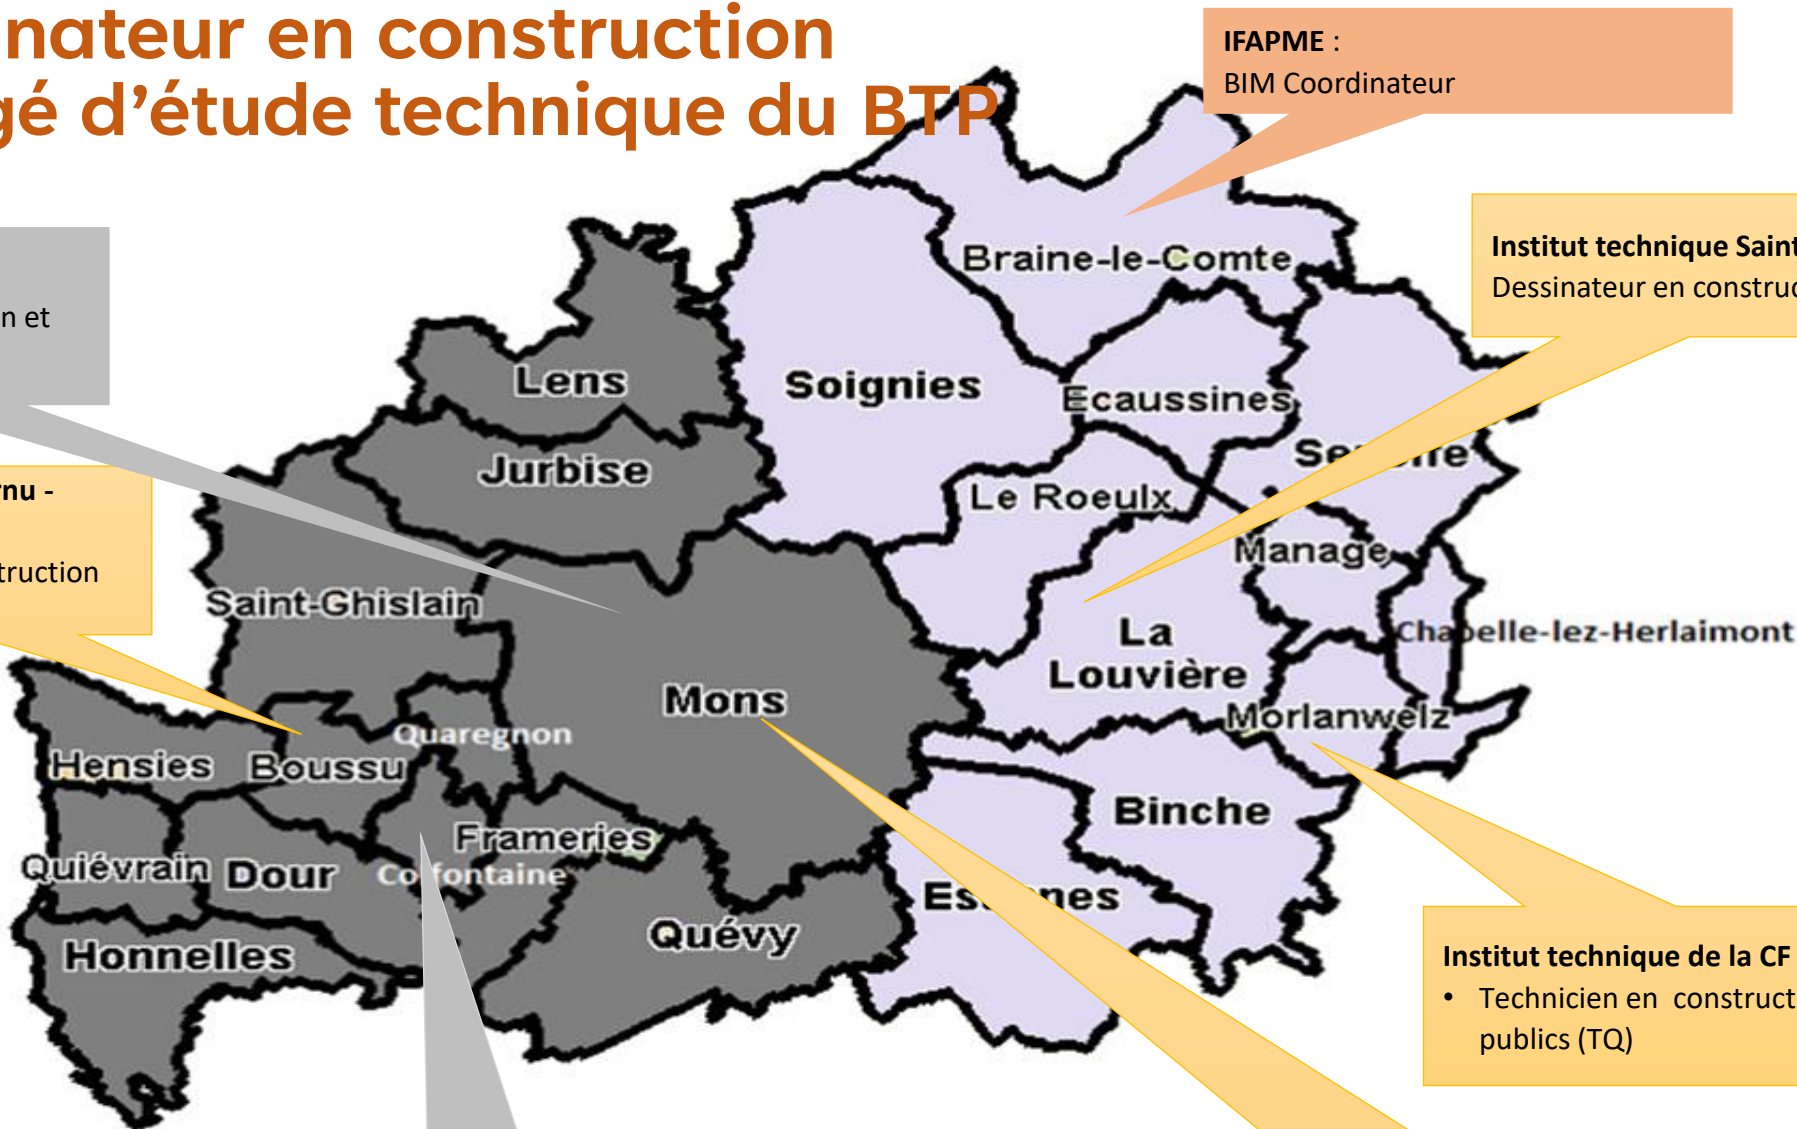 nateur en construction
gé d’étude technique du BTP
IFAPME :
BIM Coordinateur
Institut technique Saint
Dessinateur en construc
n et
rnu -
truction
Braine-le-Comte
Lens
Soignies
Ecaussines
Jurbise
Le Roeulx
Manage
Saint-Ghislain
Chapelle-lez-Herlaimont
La
Louvière
Mons
Morlanwelz
Quaregnon
Hensies
Boussu
Binche
Frameries
Quiévrain
Dour
Quévy
Honnelles
Institut technique de la CF
• Technicien en construct
publics (TQ)